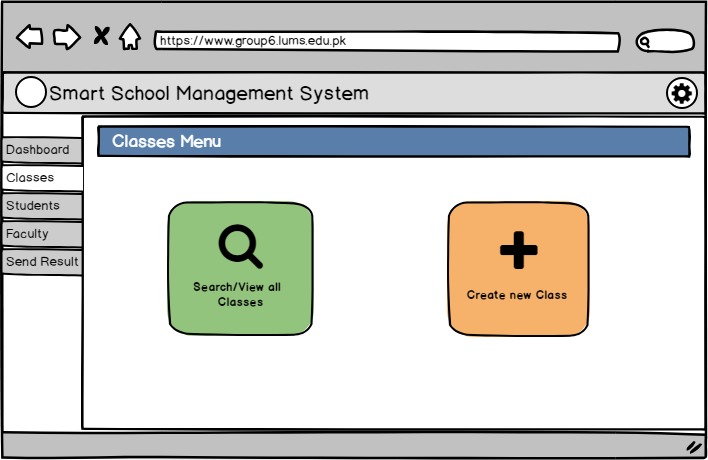 https://www.group6.lums.edu.pk
Smart School Management System
Classes Menu
Dashboard
Classes
Students
Faculty
Send Result
Search/View all
Classes
Create new Class